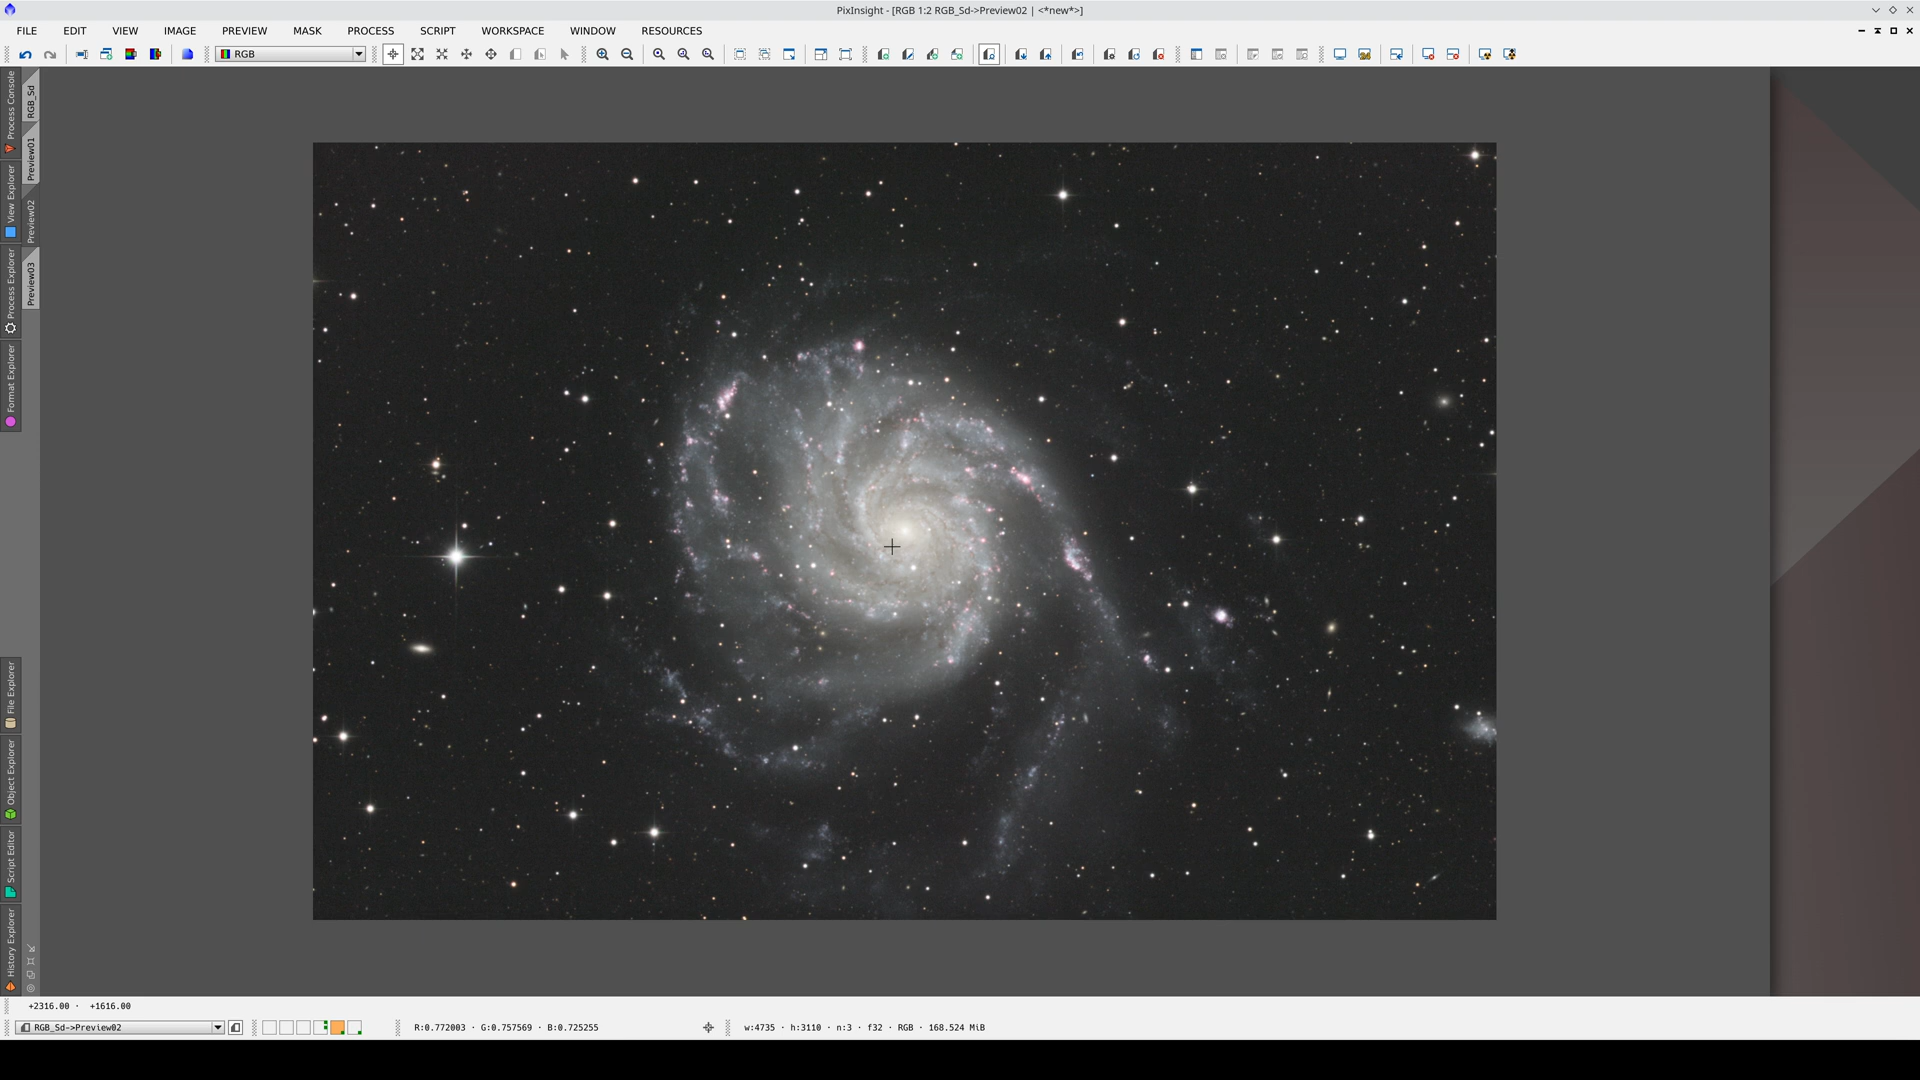 PixInsight - [RGB 1:2 RGB_Sd->Preview02 | <*new*>]
FILE EDIT VIEW IMAGE PREVIEW MASK PROCESS SCRIPT WORKSPACE WINDOW RESOURCES
RGB
Process Console
View Explorer
Process Explorer
Format Explorer
File Explorer
Object Explorer
Script Editor
History Explorer
RGB_Sd
Preview01
Preview02
Preview03
+2316.00 · +1616.00
RGB_Sd->Preview02
R:0.772003 · G:0.757569 · B:0.725255
w:4735 · h:3110 · n:3 · f32 · RGB · 168.524 MiB